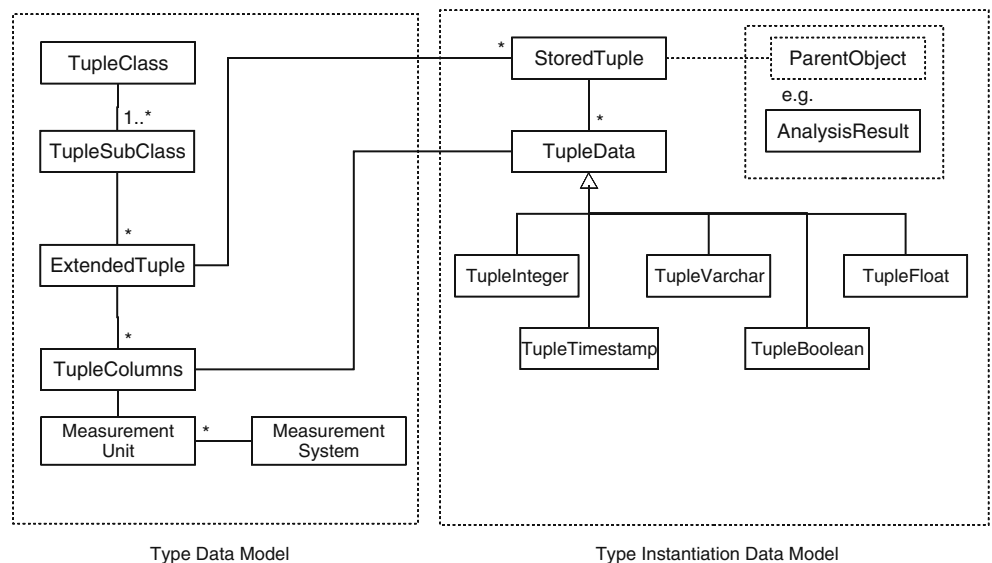 TupleClass
1..*
TupleSubClass
*
ExtendedTuple
*
TupleColumns
Measurement
Unit
*
Measurement
System
Type Data Model
*
StoredTuple
ParentObject
e.g.
AnalysisResult
*
TupleData
TupleInteger
TupleVarchar
TupleFloat
TupleTimestamp
TupleBoolean
Type Instantiation Data Model